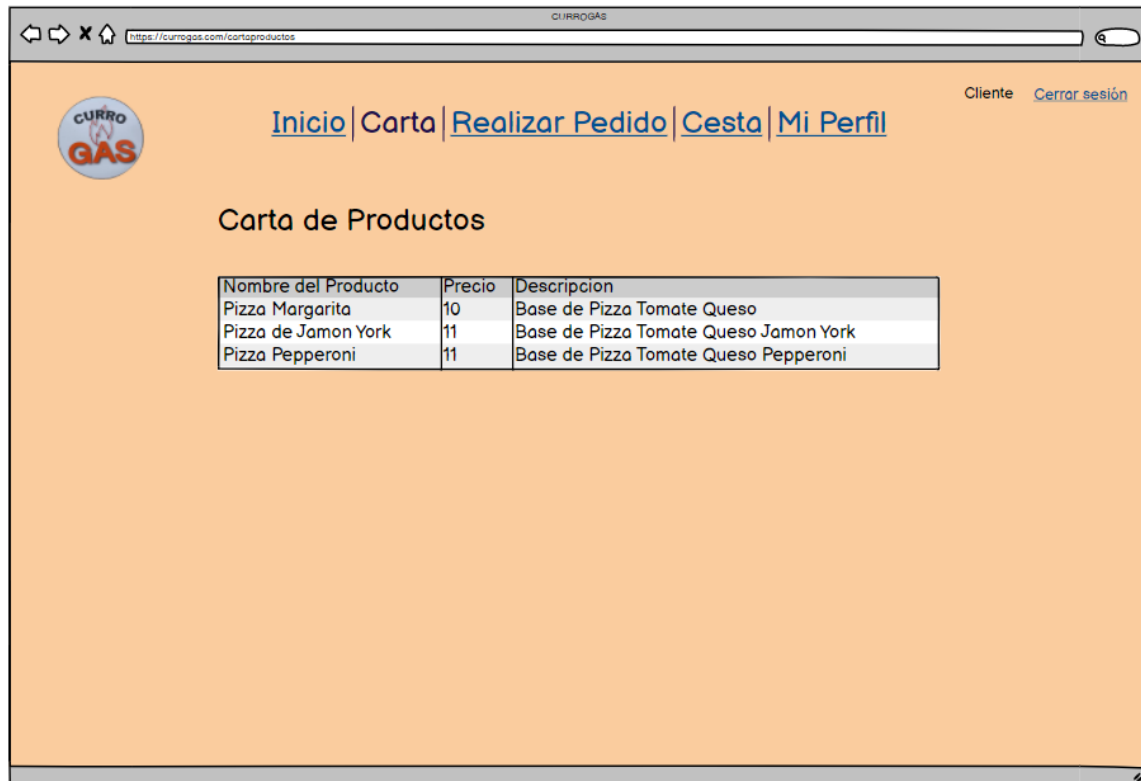 CURROGAS
https://currogas.com/cartaproductos
Cliente Cerrar sesión
CURRO
GAS
Inicio Carta Realizar Pedido Cesta Mi Perfil
Carta de Productos
Nombre del Producto Precio Descripcion
Pizza Margarita 10 Base de Pizza Tomate Queso
Pizza de Jamon York 11 Base de Pizza Tomate Queso Jamon York
Pizza Pepperoni 11 Base de Pizza Tomate Queso Pepperoni